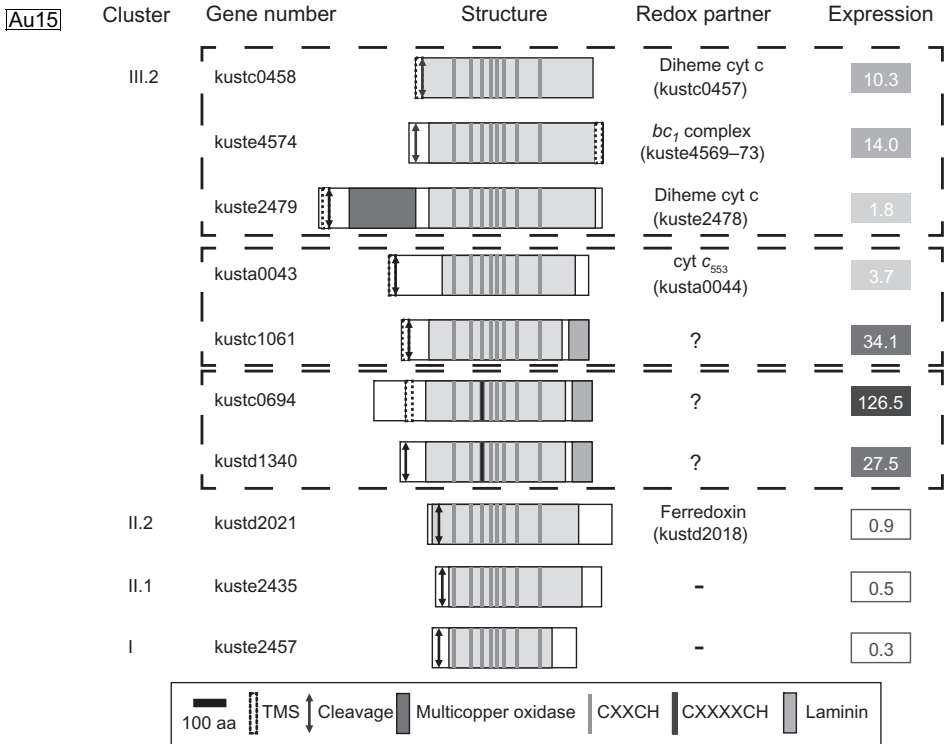 Au15 Cluster Gene number Structure Redox partner Expression
III.2 kustc0458 Diheme cyt c (kustc0457) 10.3
kuste4574 bc1 complex (kuste4569–73) 14.0
kuste2479 Diheme cyt c (kuste2478) 1.8
kusta0043 cyt c553 (kusta0044) 3.7
kustc1061 ? 34.1
kustc0694 ? 126.5
kustd1340 ? 27.5
II.2 kustd2021 Ferredoxin (kustd2018) 0.9
II.1 kuste2435 - 0.5
I kuste2457 - 0.3
100 aa TMS Cleavage Multicopper oxidase CXXCH CXXXXCH Laminin